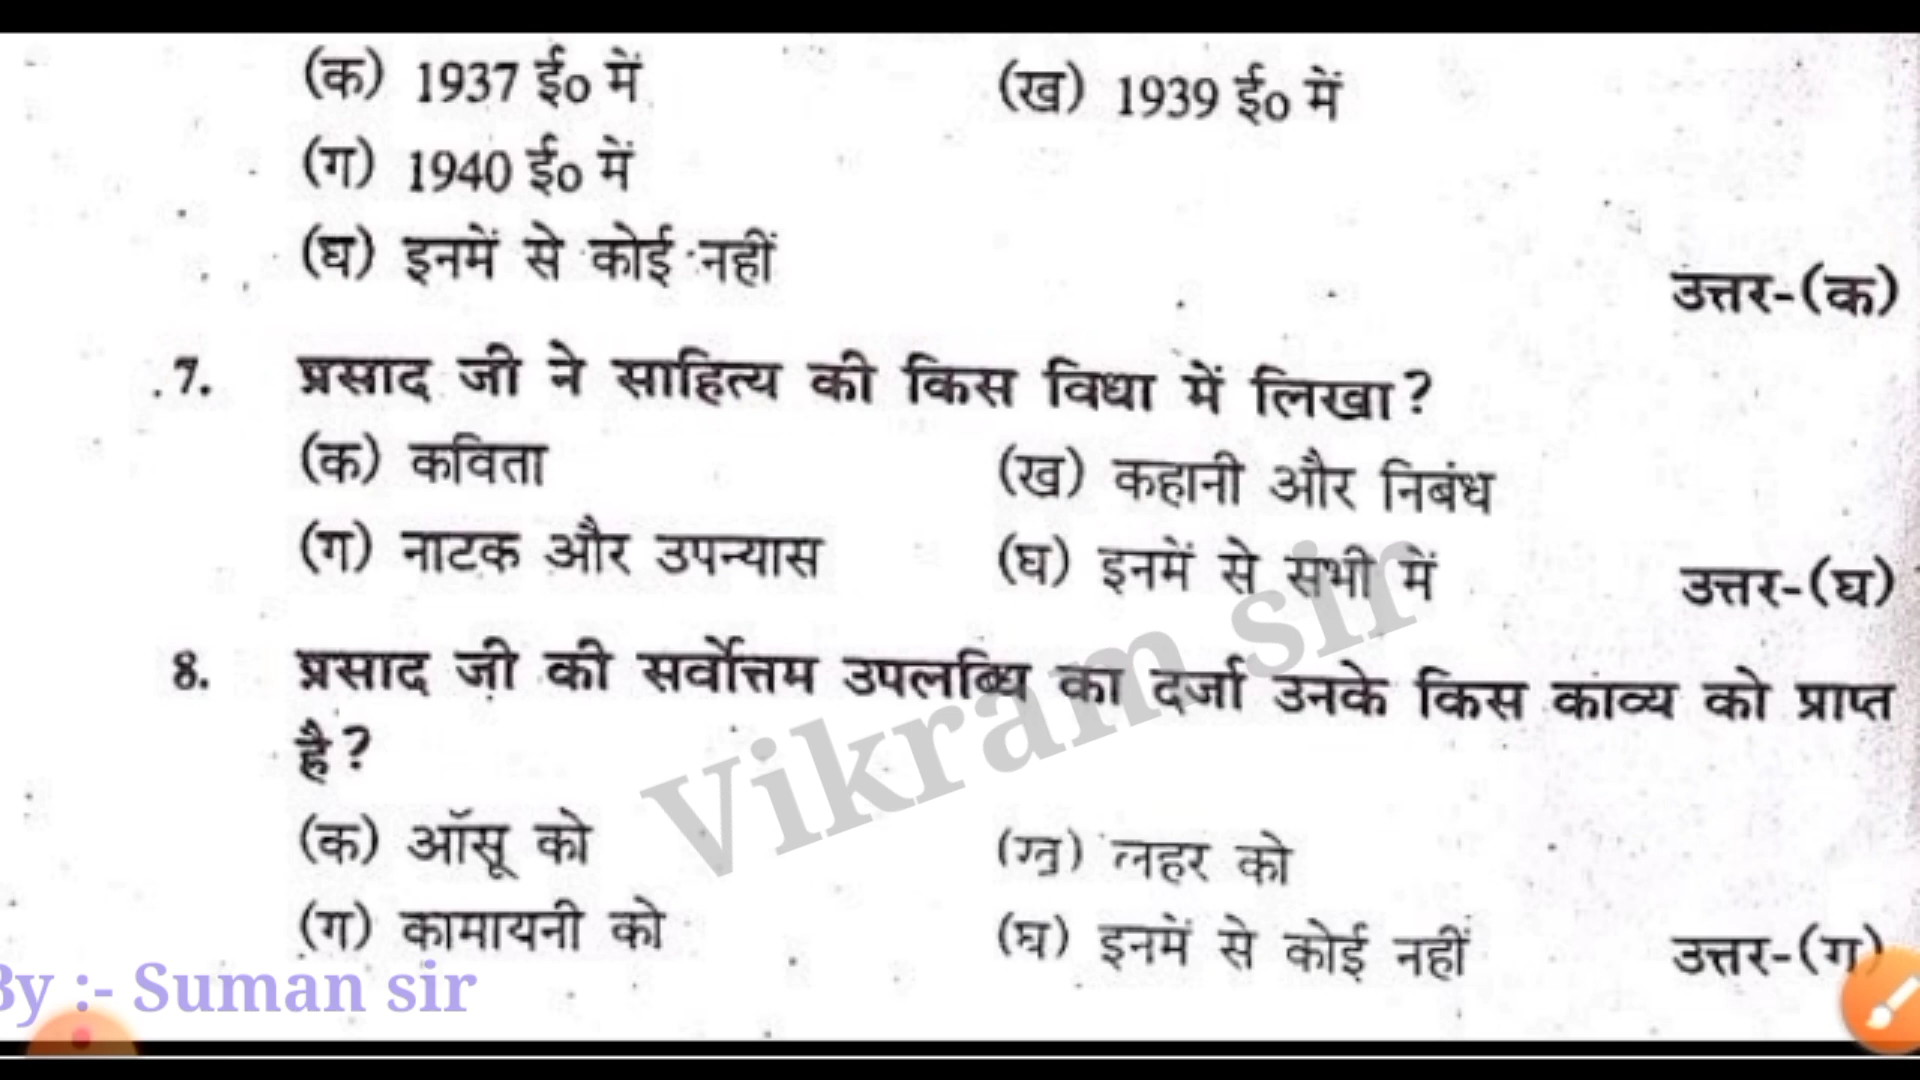 (क) 1937 ई० में (ख) 1939 ई० में
(ग) 1940 ई० में
(घ) इनमें से कोई नहीं
उत्तर-(क)
7. प्रसाद जी ने साहित्य की किस विधा में लिखा?
(क) कविता (ख) कहानी और निबंध
(ग) नाटक और उपन्यास (घ) इनमें से सभी में उत्तर-(घ)
8. प्रसाद जी की सर्वोत्तम उपलब्धि का दर्जा उनके किस काव्य को प्राप्त
है?
(क) ऑसू को (ख) लहर को
(ग) कामायनी को (घ) इनमें से कोई नहीं उत्तर-(ग)
Vikram sir
By :- Suman sir